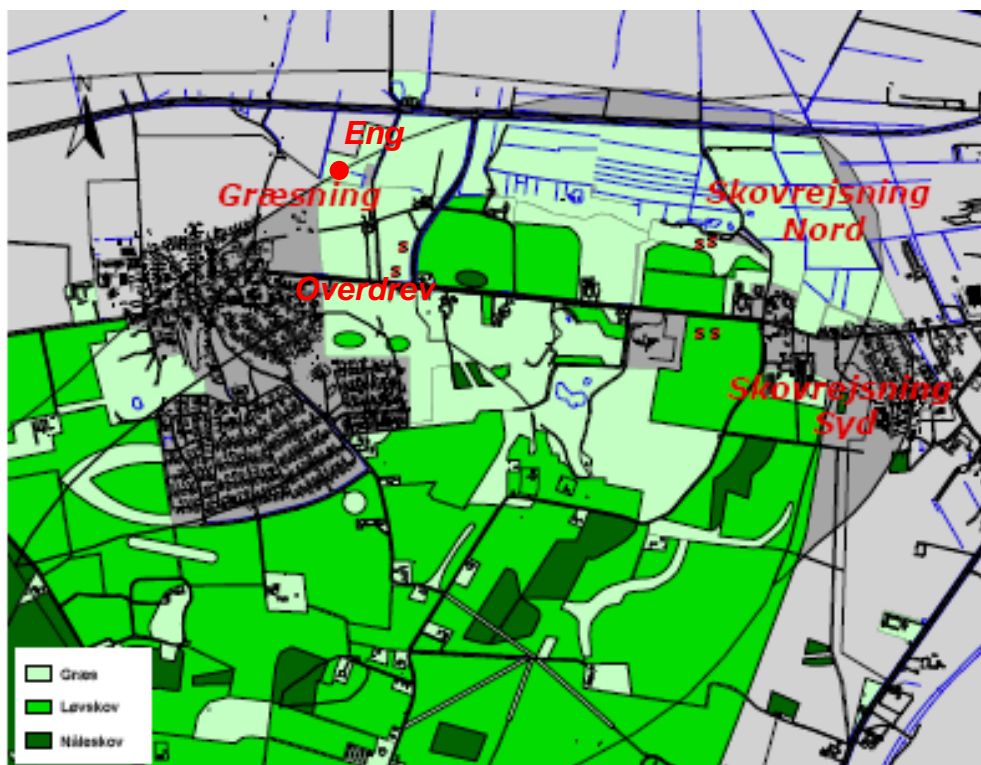 N
Eng
Græsning
Skovrejsning
Nord
s
s
s s
Overdrev
s s
Skovrejsning
Syd
Græs
Løvskov
Nåleskov